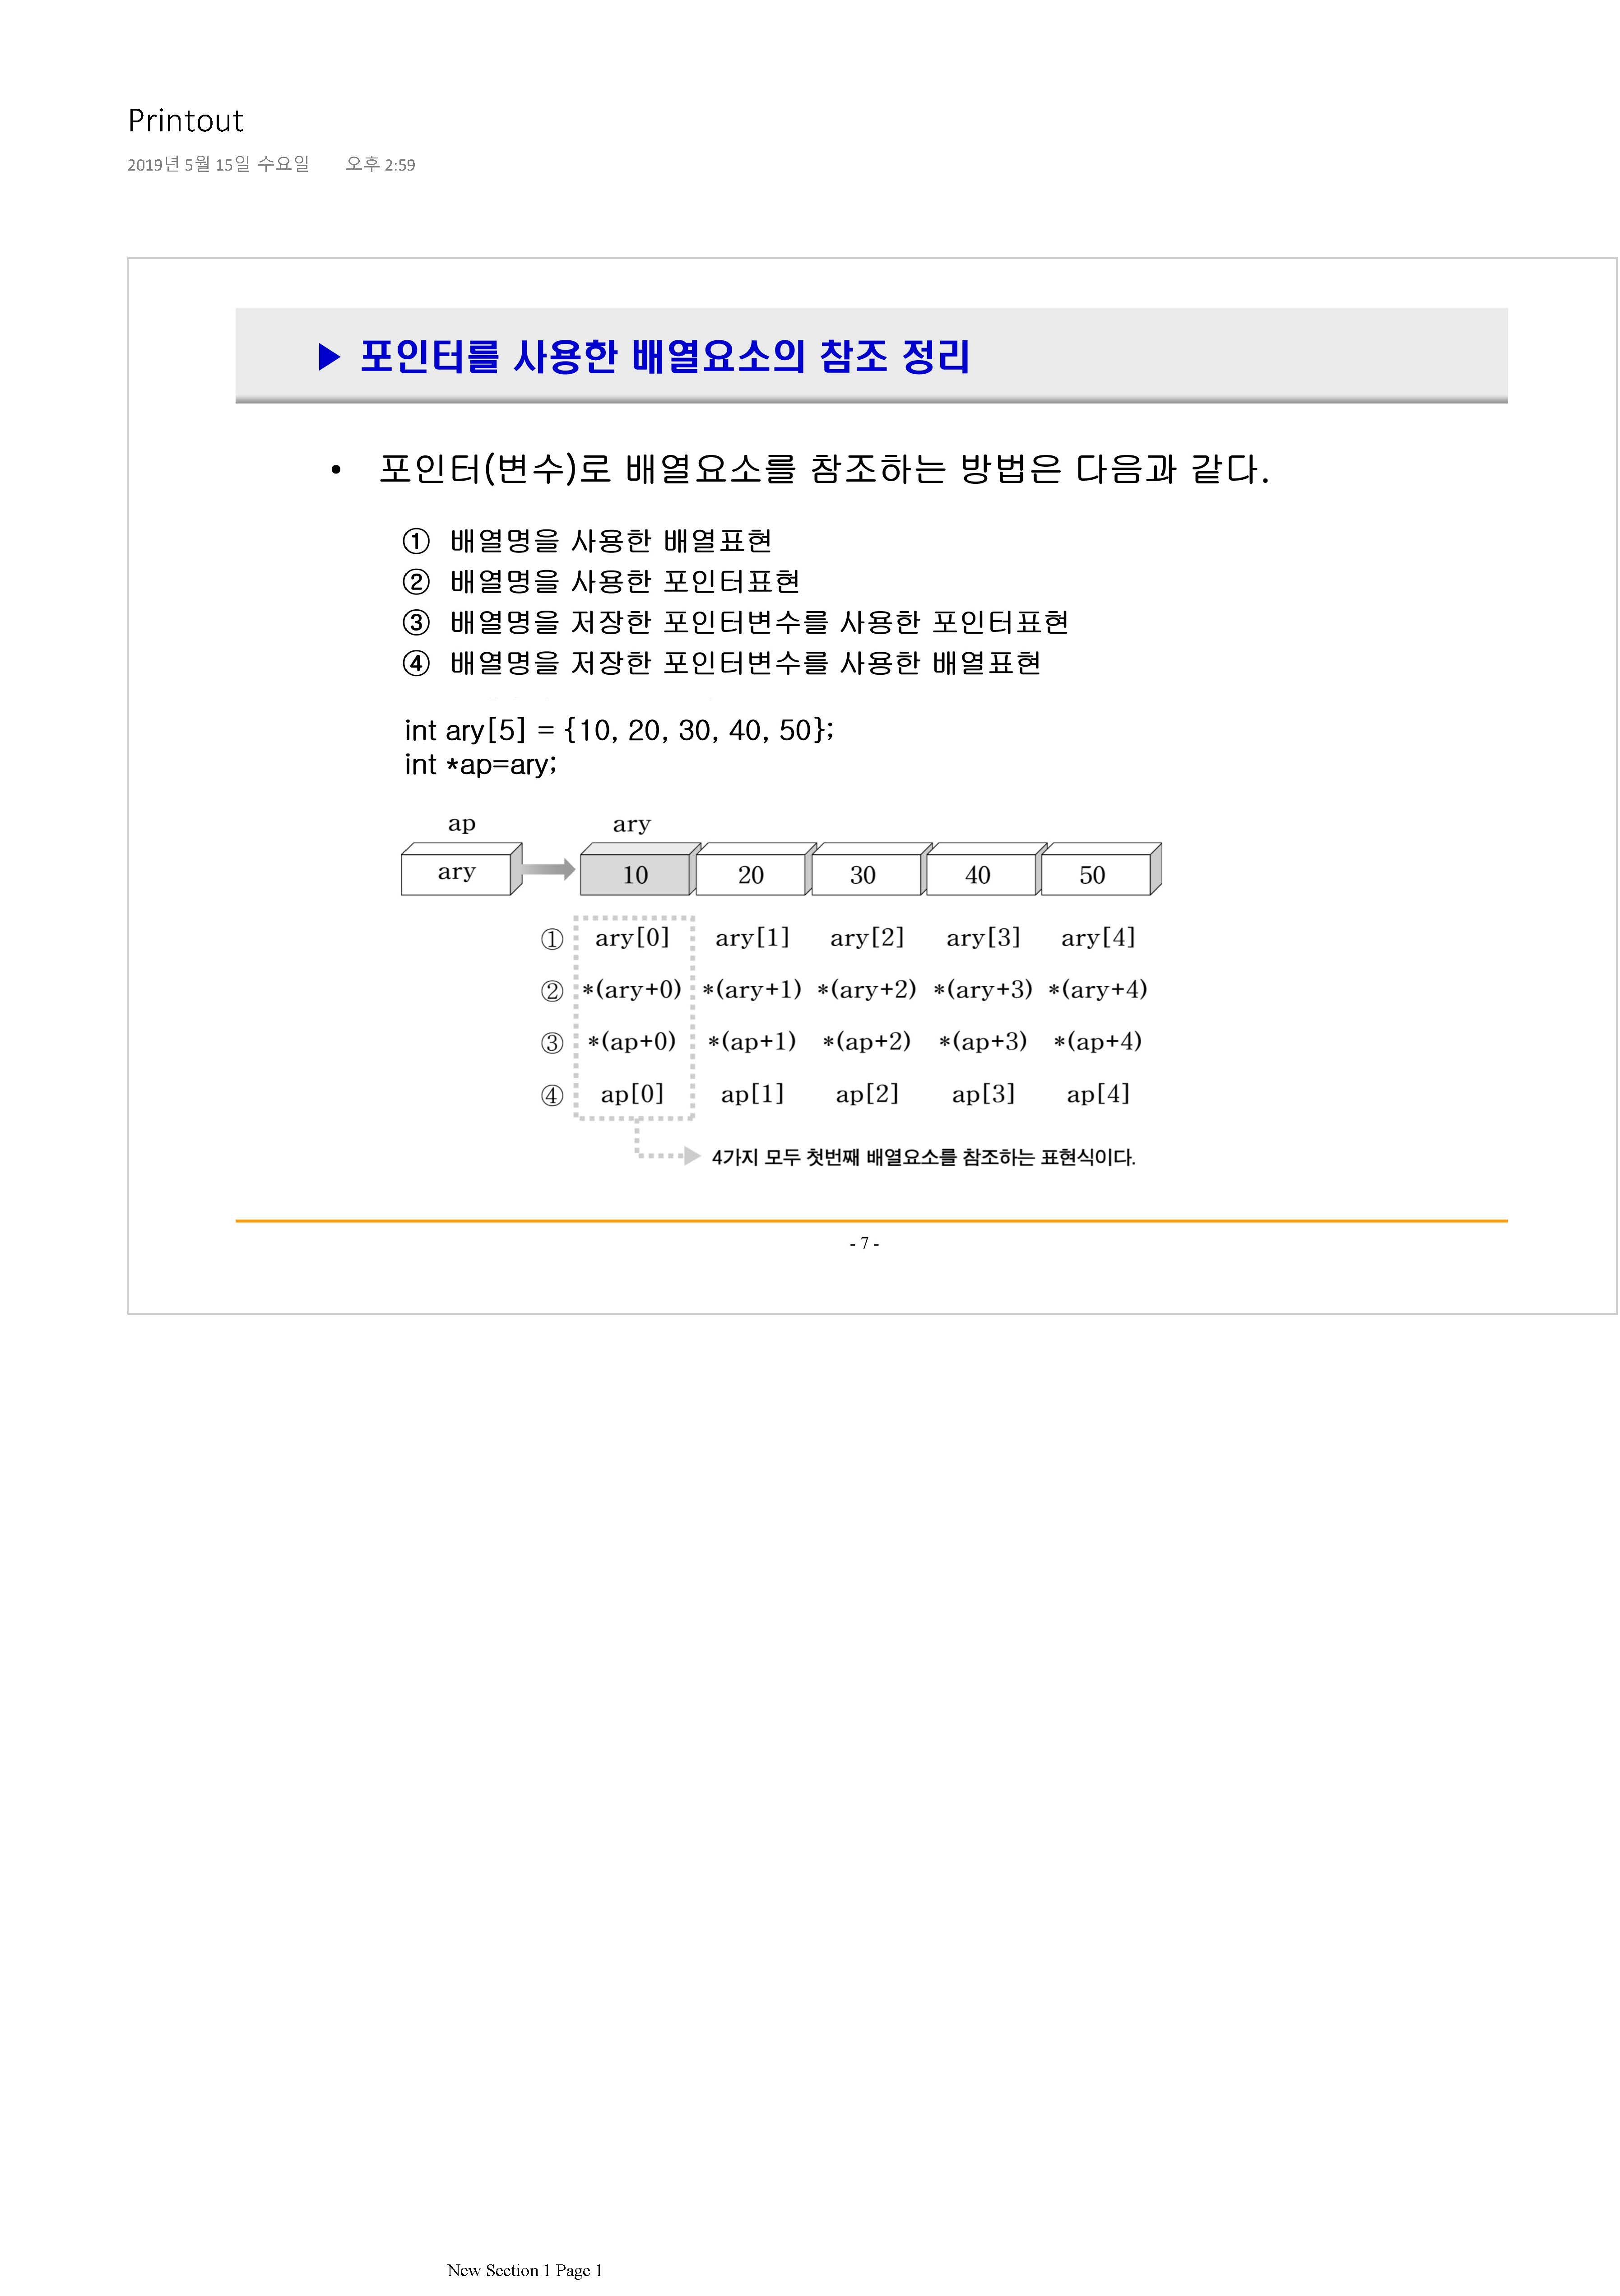 Printout
2019년 5월 15일 수요일 오후 2:59
▶ 포인터를 사용한 배열요소의 참조 정리
• 포인터(변수)로 배열요소를 참조하는 방법은 다음과 같다.
① 배열명을 사용한 배열표현
② 배열명을 사용한 포인터표현
③ 배열명을 저장한 포인터변수를 사용한 포인터표현
④ 배열명을 저장한 포인터변수를 사용한 배열표현
int ary[5] = {10, 20, 30, 40, 50};
int *ap=ary;
ap ary
ary 10 20 30 40 50
① ary[0] ary[1] ary[2] ary[3] ary[4]
② *(ary+0) *(ary+1) *(ary+2) *(ary+3) *(ary+4)
③ *(ap+0) *(ap+1) *(ap+2) *(ap+3) *(ap+4)
④ ap[0] ap[1] ap[2] ap[3] ap[4]
4가지 모두 첫번째 배열요소를 참조하는 표현식이다.
- 7 -
New Section 1 Page 1